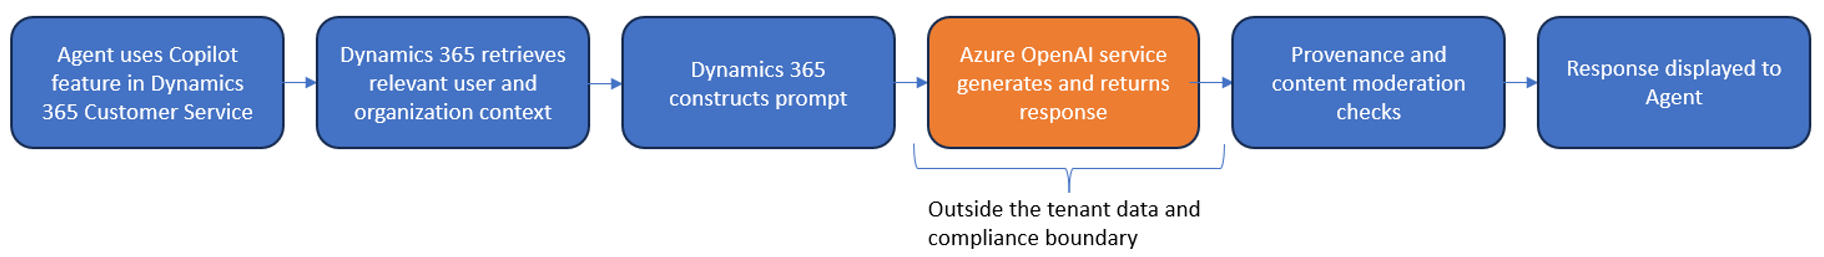 Agent uses Copilot
feature in Dynamics
365 Customer Service
Dynamics 365 retrieves
relevant user and
organization context
Dynamics 365
constructs prompt
Azure OpenAI service
generates and returns
response
Provenance and
content moderation
checks
Response displayed to
Agent
Outside the tenant data and
compliance boundary